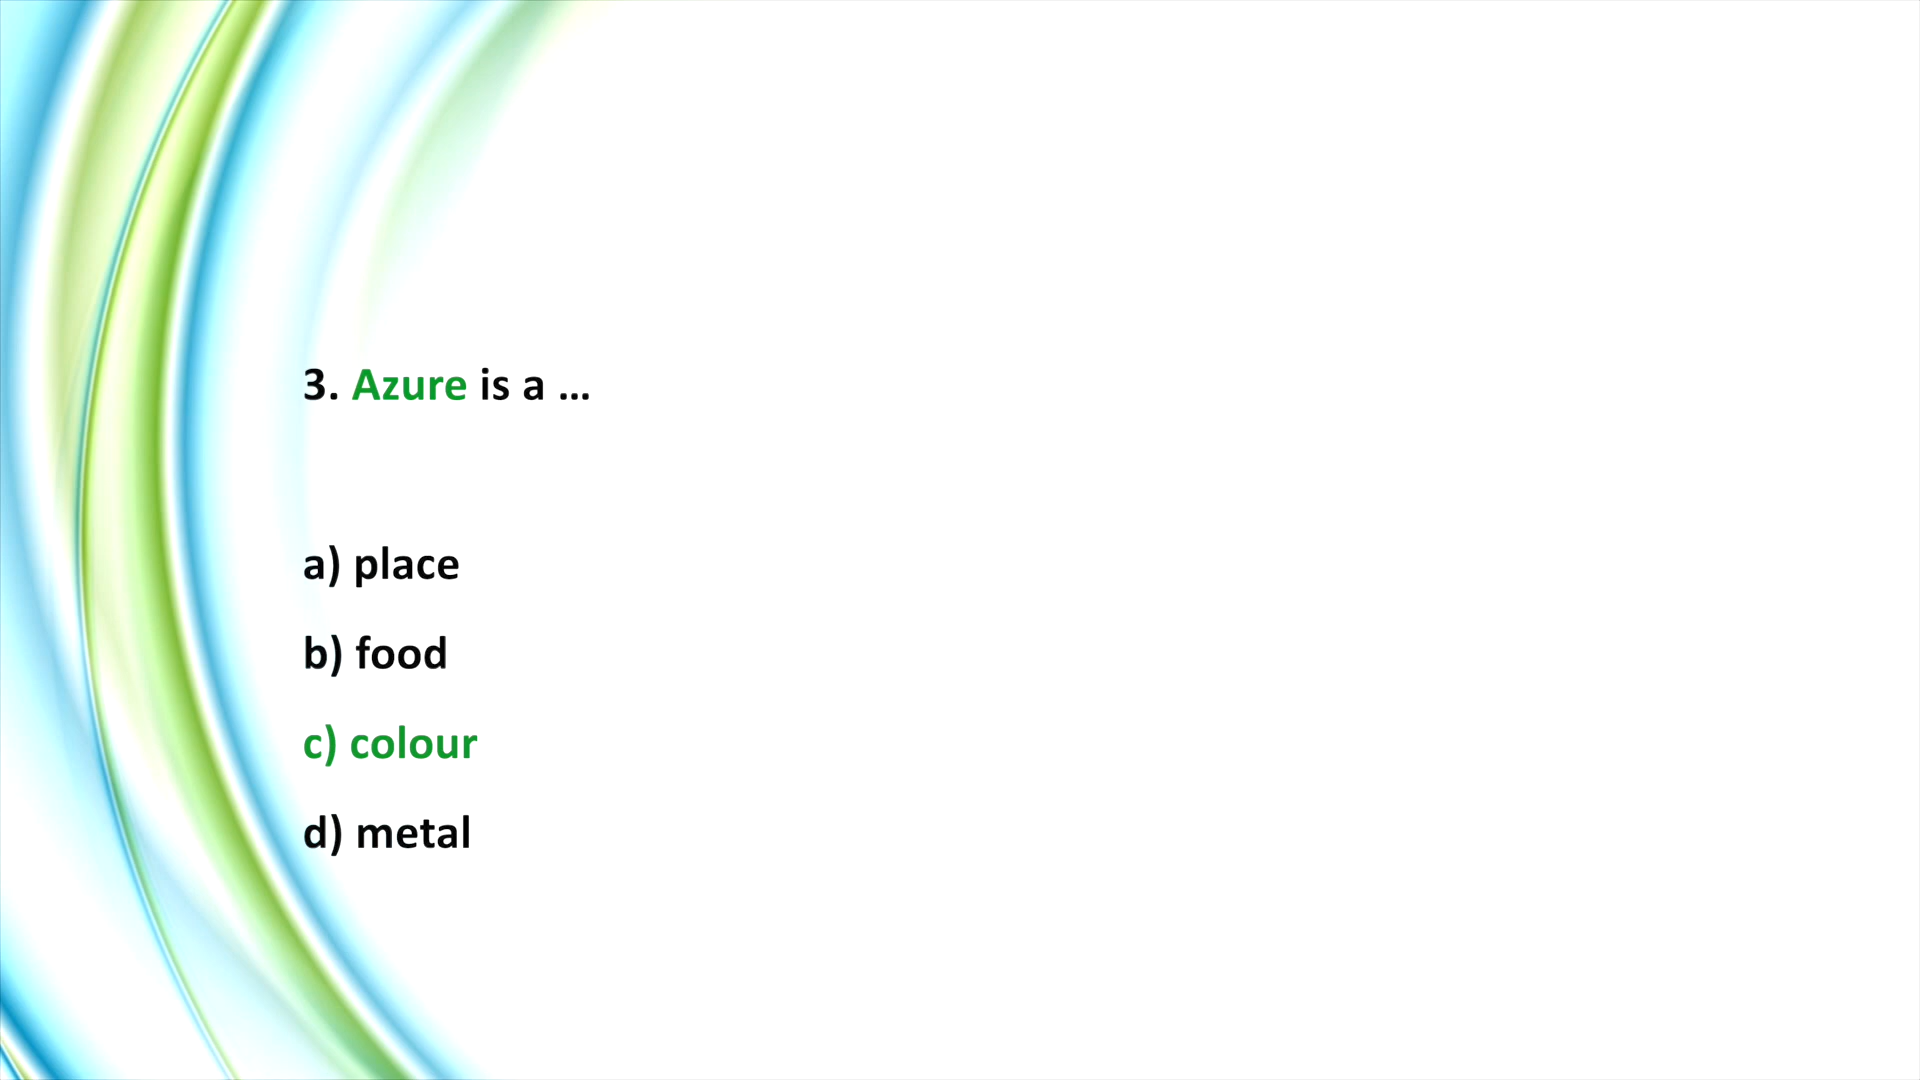 3. Azure is a ...
a) place
b) food
c) colour
d) metal